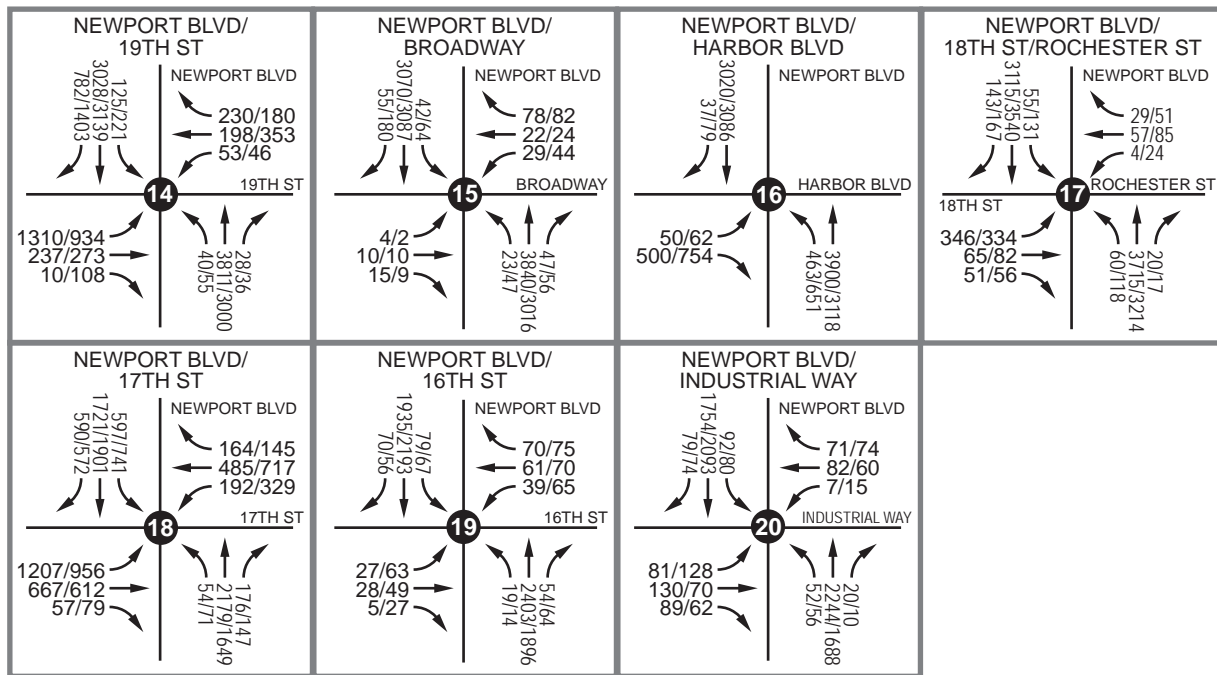 NEWPORT BLVD/
19TH ST
NEWPORT BLVD
782/1403
3028/3139
125/221
230/180
198/353
53/46
14
19TH ST
1310/934
237/273
10/108
40/55
3811/3000
28/36
NEWPORT BLVD/
BROADWAY
NEWPORT BLVD
55/180
3070/3087
42/64
78/82
22/24
29/44
15
BROADWAY
4/2
10/10
15/9
23/47
3840/3016
47/56
NEWPORT BLVD/
HARBOR BLVD
NEWPORT BLVD
37/79
3020/3086
16
HARBOR BLVD
50/62
500/754
463/651
3900/3118
NEWPORT BLVD/
18TH ST/ROCHESTER ST
NEWPORT BLVD
143/167
3115/3540
55/131
29/51
57/85
4/24
17
ROCHESTER ST
18TH ST
346/334
65/82
51/56
60/118
3715/3214
20/17
NEWPORT BLVD/
17TH ST
NEWPORT BLVD
590/572
1721/1901
597/741
164/145
485/717
192/329
18
17TH ST
1207/956
667/612
57/79
54/71
2179/1649
176/147
NEWPORT BLVD/
16TH ST
NEWPORT BLVD
70/56
1935/2193
79/67
70/75
61/70
39/65
19
16TH ST
27/63
28/49
5/27
19/14
2403/1896
54/64
NEWPORT BLVD/
INDUSTRIAL WAY
NEWPORT BLVD
79/74
1754/2093
92/80
71/74
82/60
7/15
20
INDUSTRIAL WAY
81/128
130/70
89/62
52/56
2244/1688
20/10